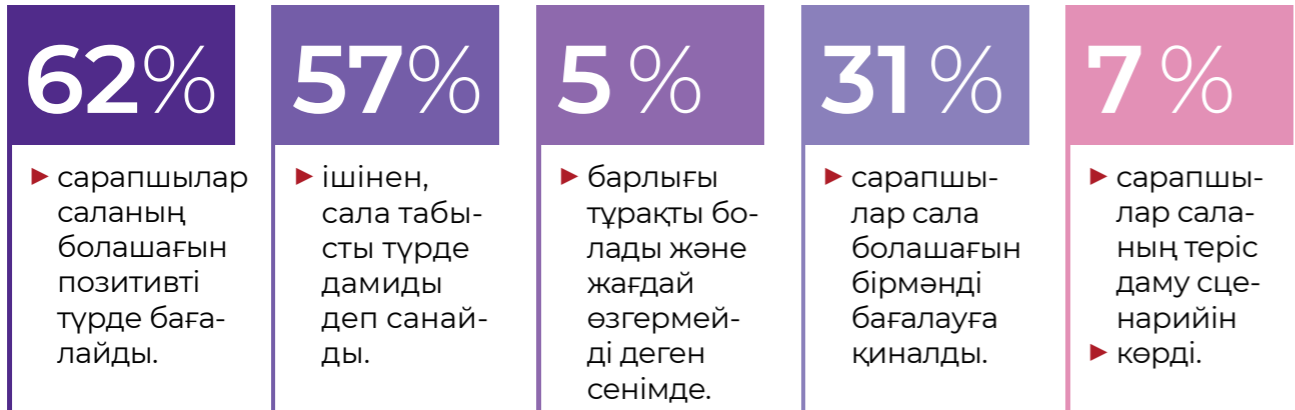 62%
► сарапшылар
саланың
болашағын
позитивті
түрде баға-
лайды.
57%
► ішінен,
сала табы-
сты түрде
дамиды
деп санай-
ды.
5 %
► барлығы
тұрақты бо-
лады және
жағдай
өзгермей-
ді деген
сенімде.
31 %
► сарапшы-
лар сала
болашағын
бірмәнді
бағалауға
қиналды.
7 %
► сарапшы-
лар сала-
ның теріс
даму сце-
нарийін
► көрді.